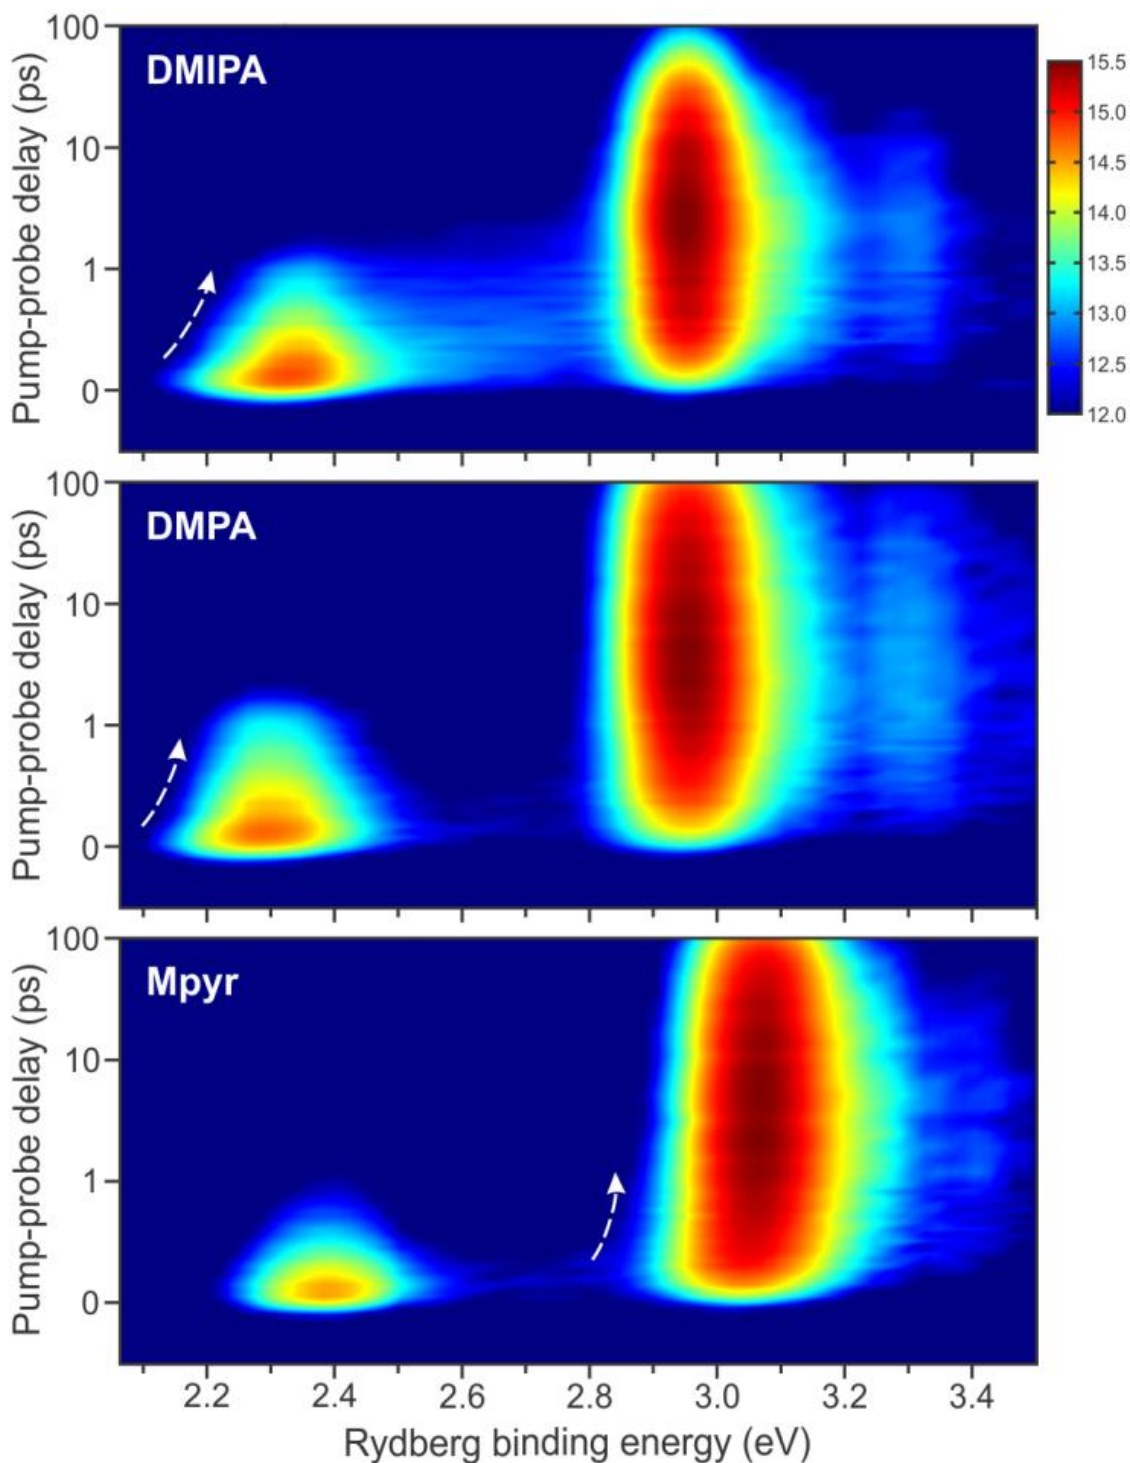 DMIPA
Pump-probe delay (ps)
100
10
1
0
15.5
15.0
14.5
14.0
13.5
13.0
12.5
12.0
DMPA
Pump-probe delay (ps)
100
10
1
0
Mpyr
Pump-probe delay (ps)
100
10
1
0
2.2 2.4 2.6 2.8 3.0 3.2 3.4
Rydberg binding energy (eV)